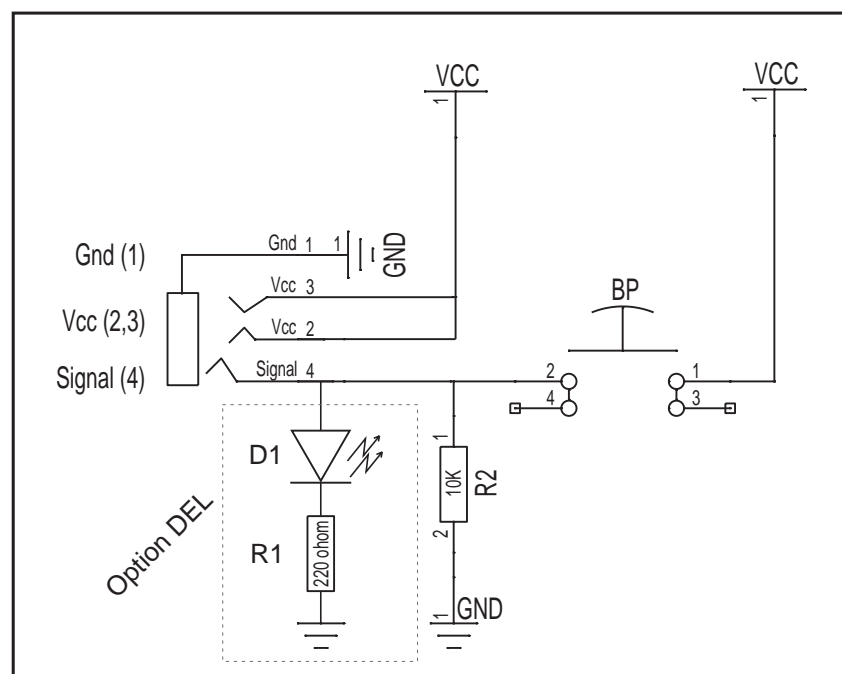 VCC
1
VCC
1
Gnd (1)
Gnd 1
1
GND
Vcc 3
Vcc (2,3)
Vcc 2
BP
Signal (4)
Signal 4
2
1
4
3
D1
1
10K
R2
2
Option DEL
R1
220 ohom
1
GND